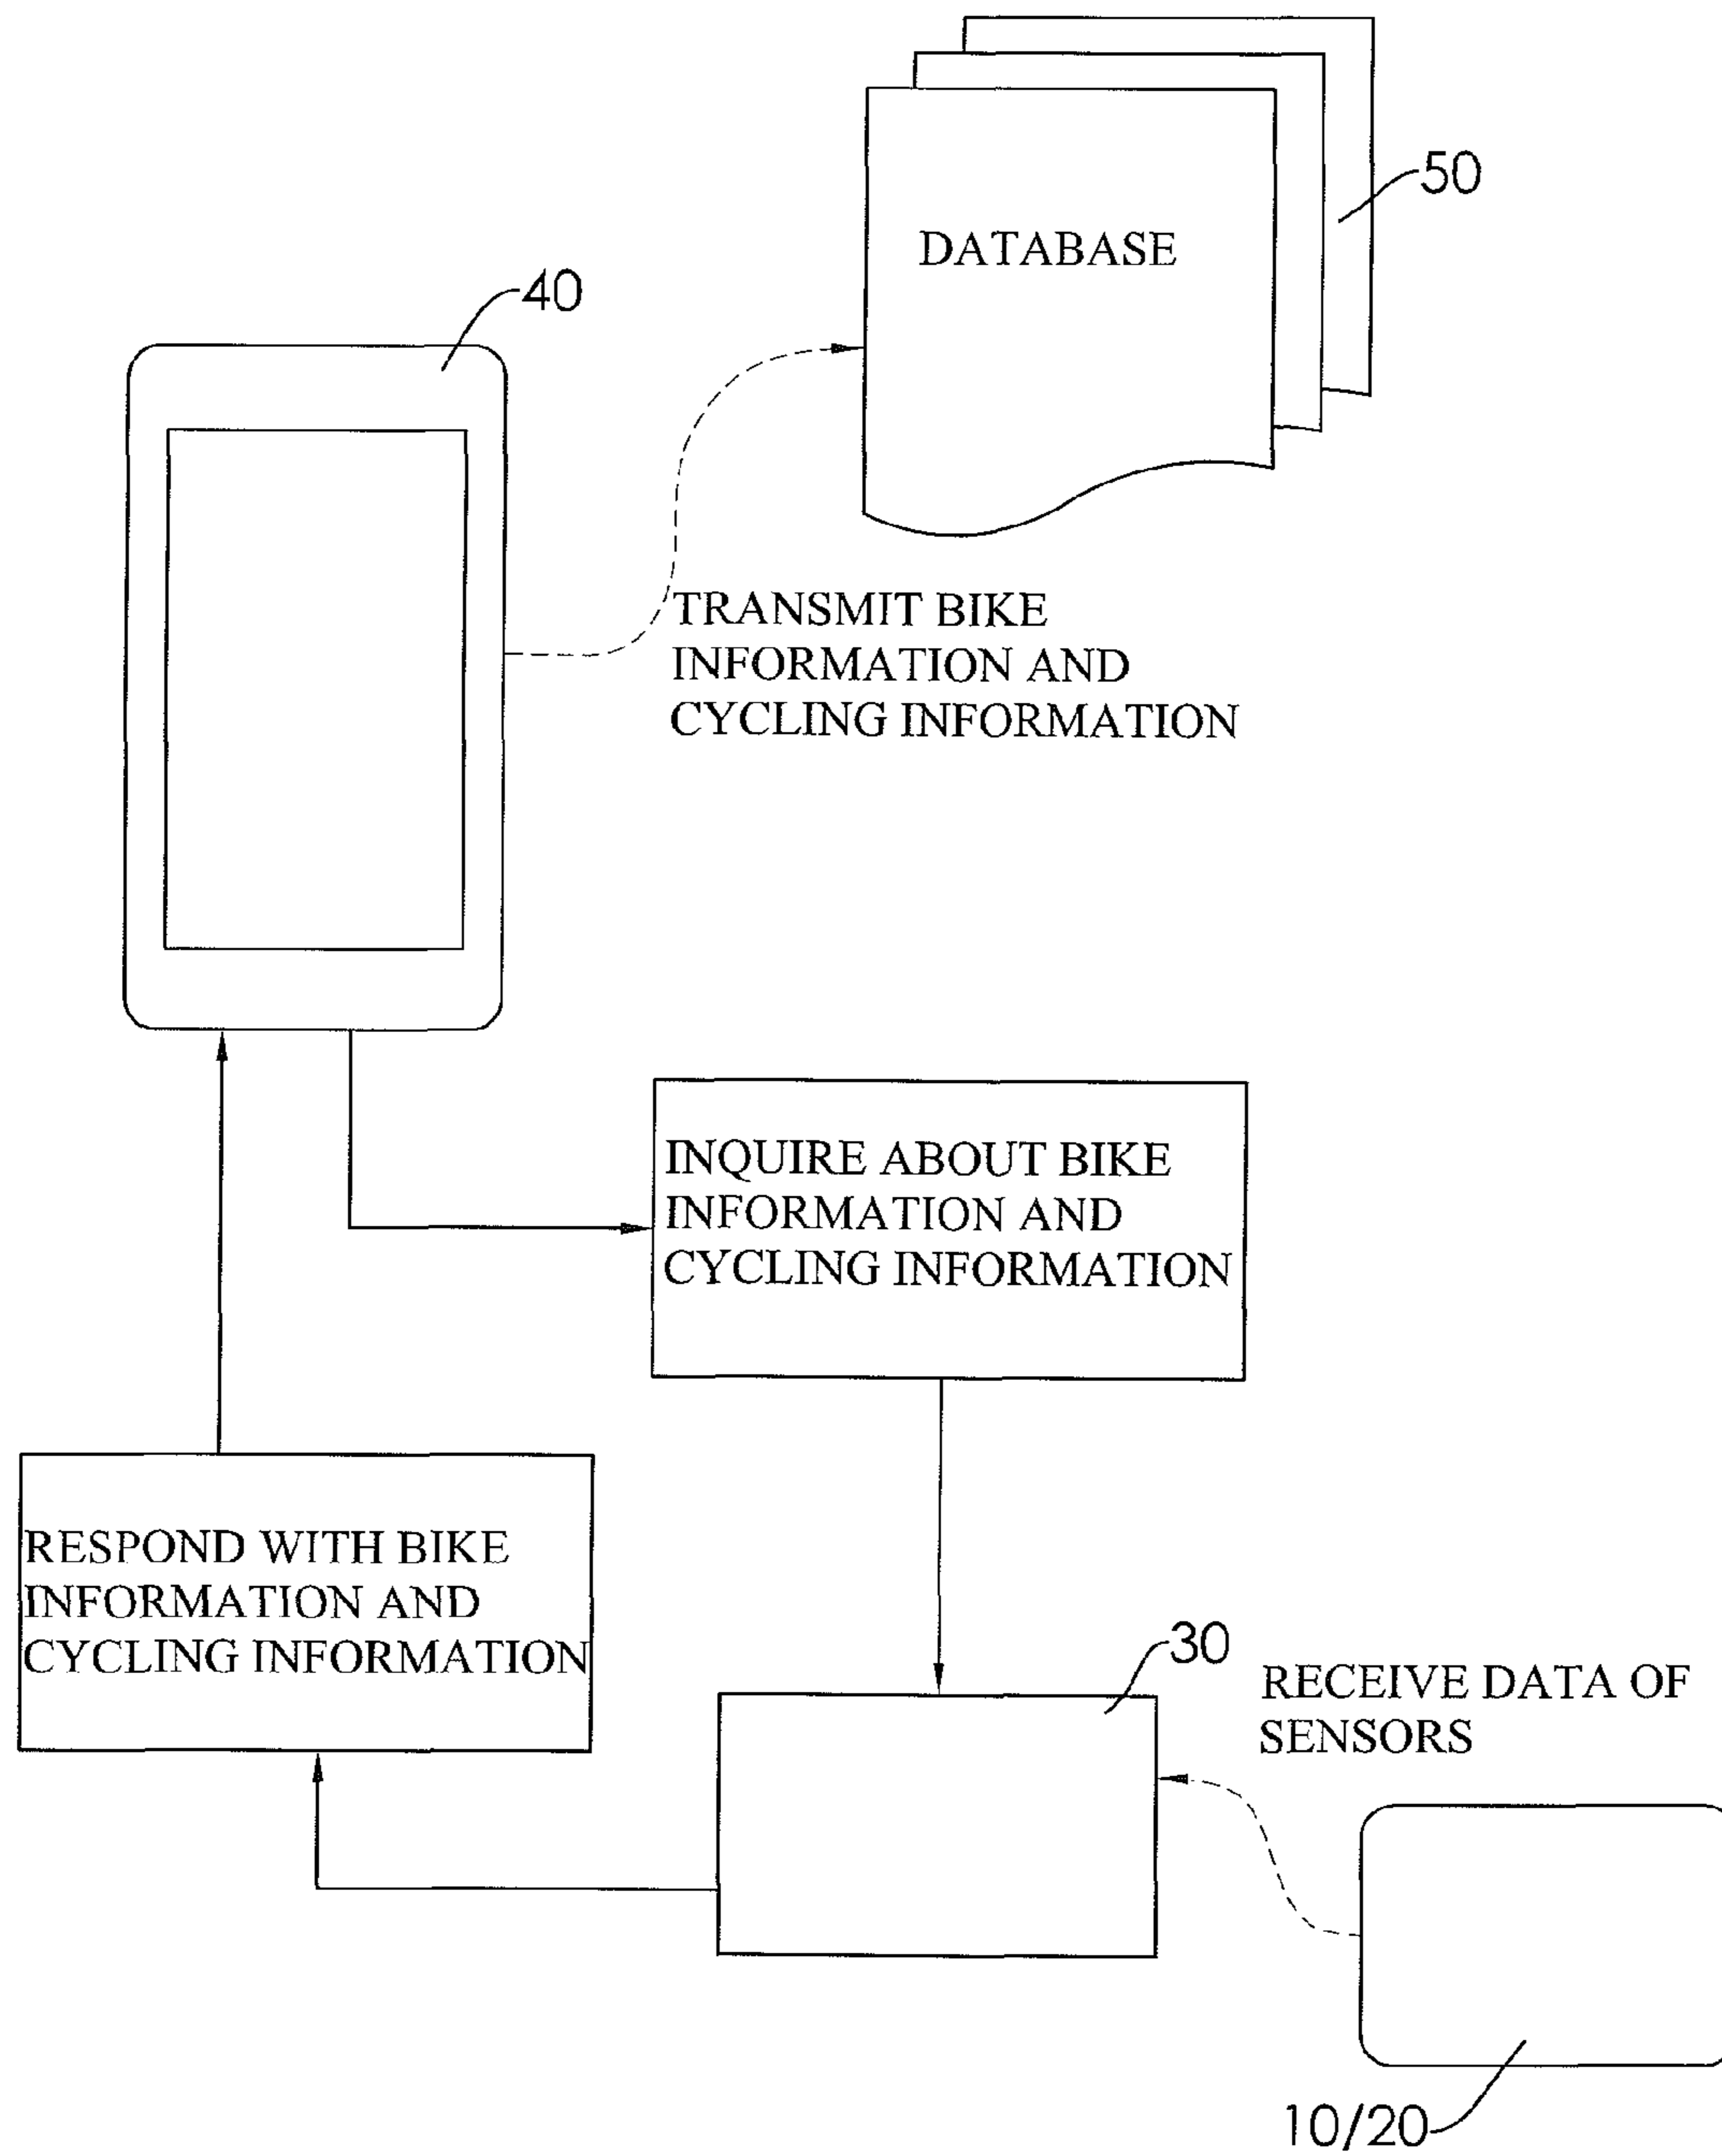 50
DATABASE
40
TRANSMIT BIKE
INFORMATION AND
CYCLING INFORMATION
INQUIRE ABOUT BIKE
INFORMATION AND
CYCLING INFORMATION
RESPOND WITH BIKE
INFORMATION AND
CYCLING INFORMATION
30
RECEIVE DATA OF
SENSORS
10/20